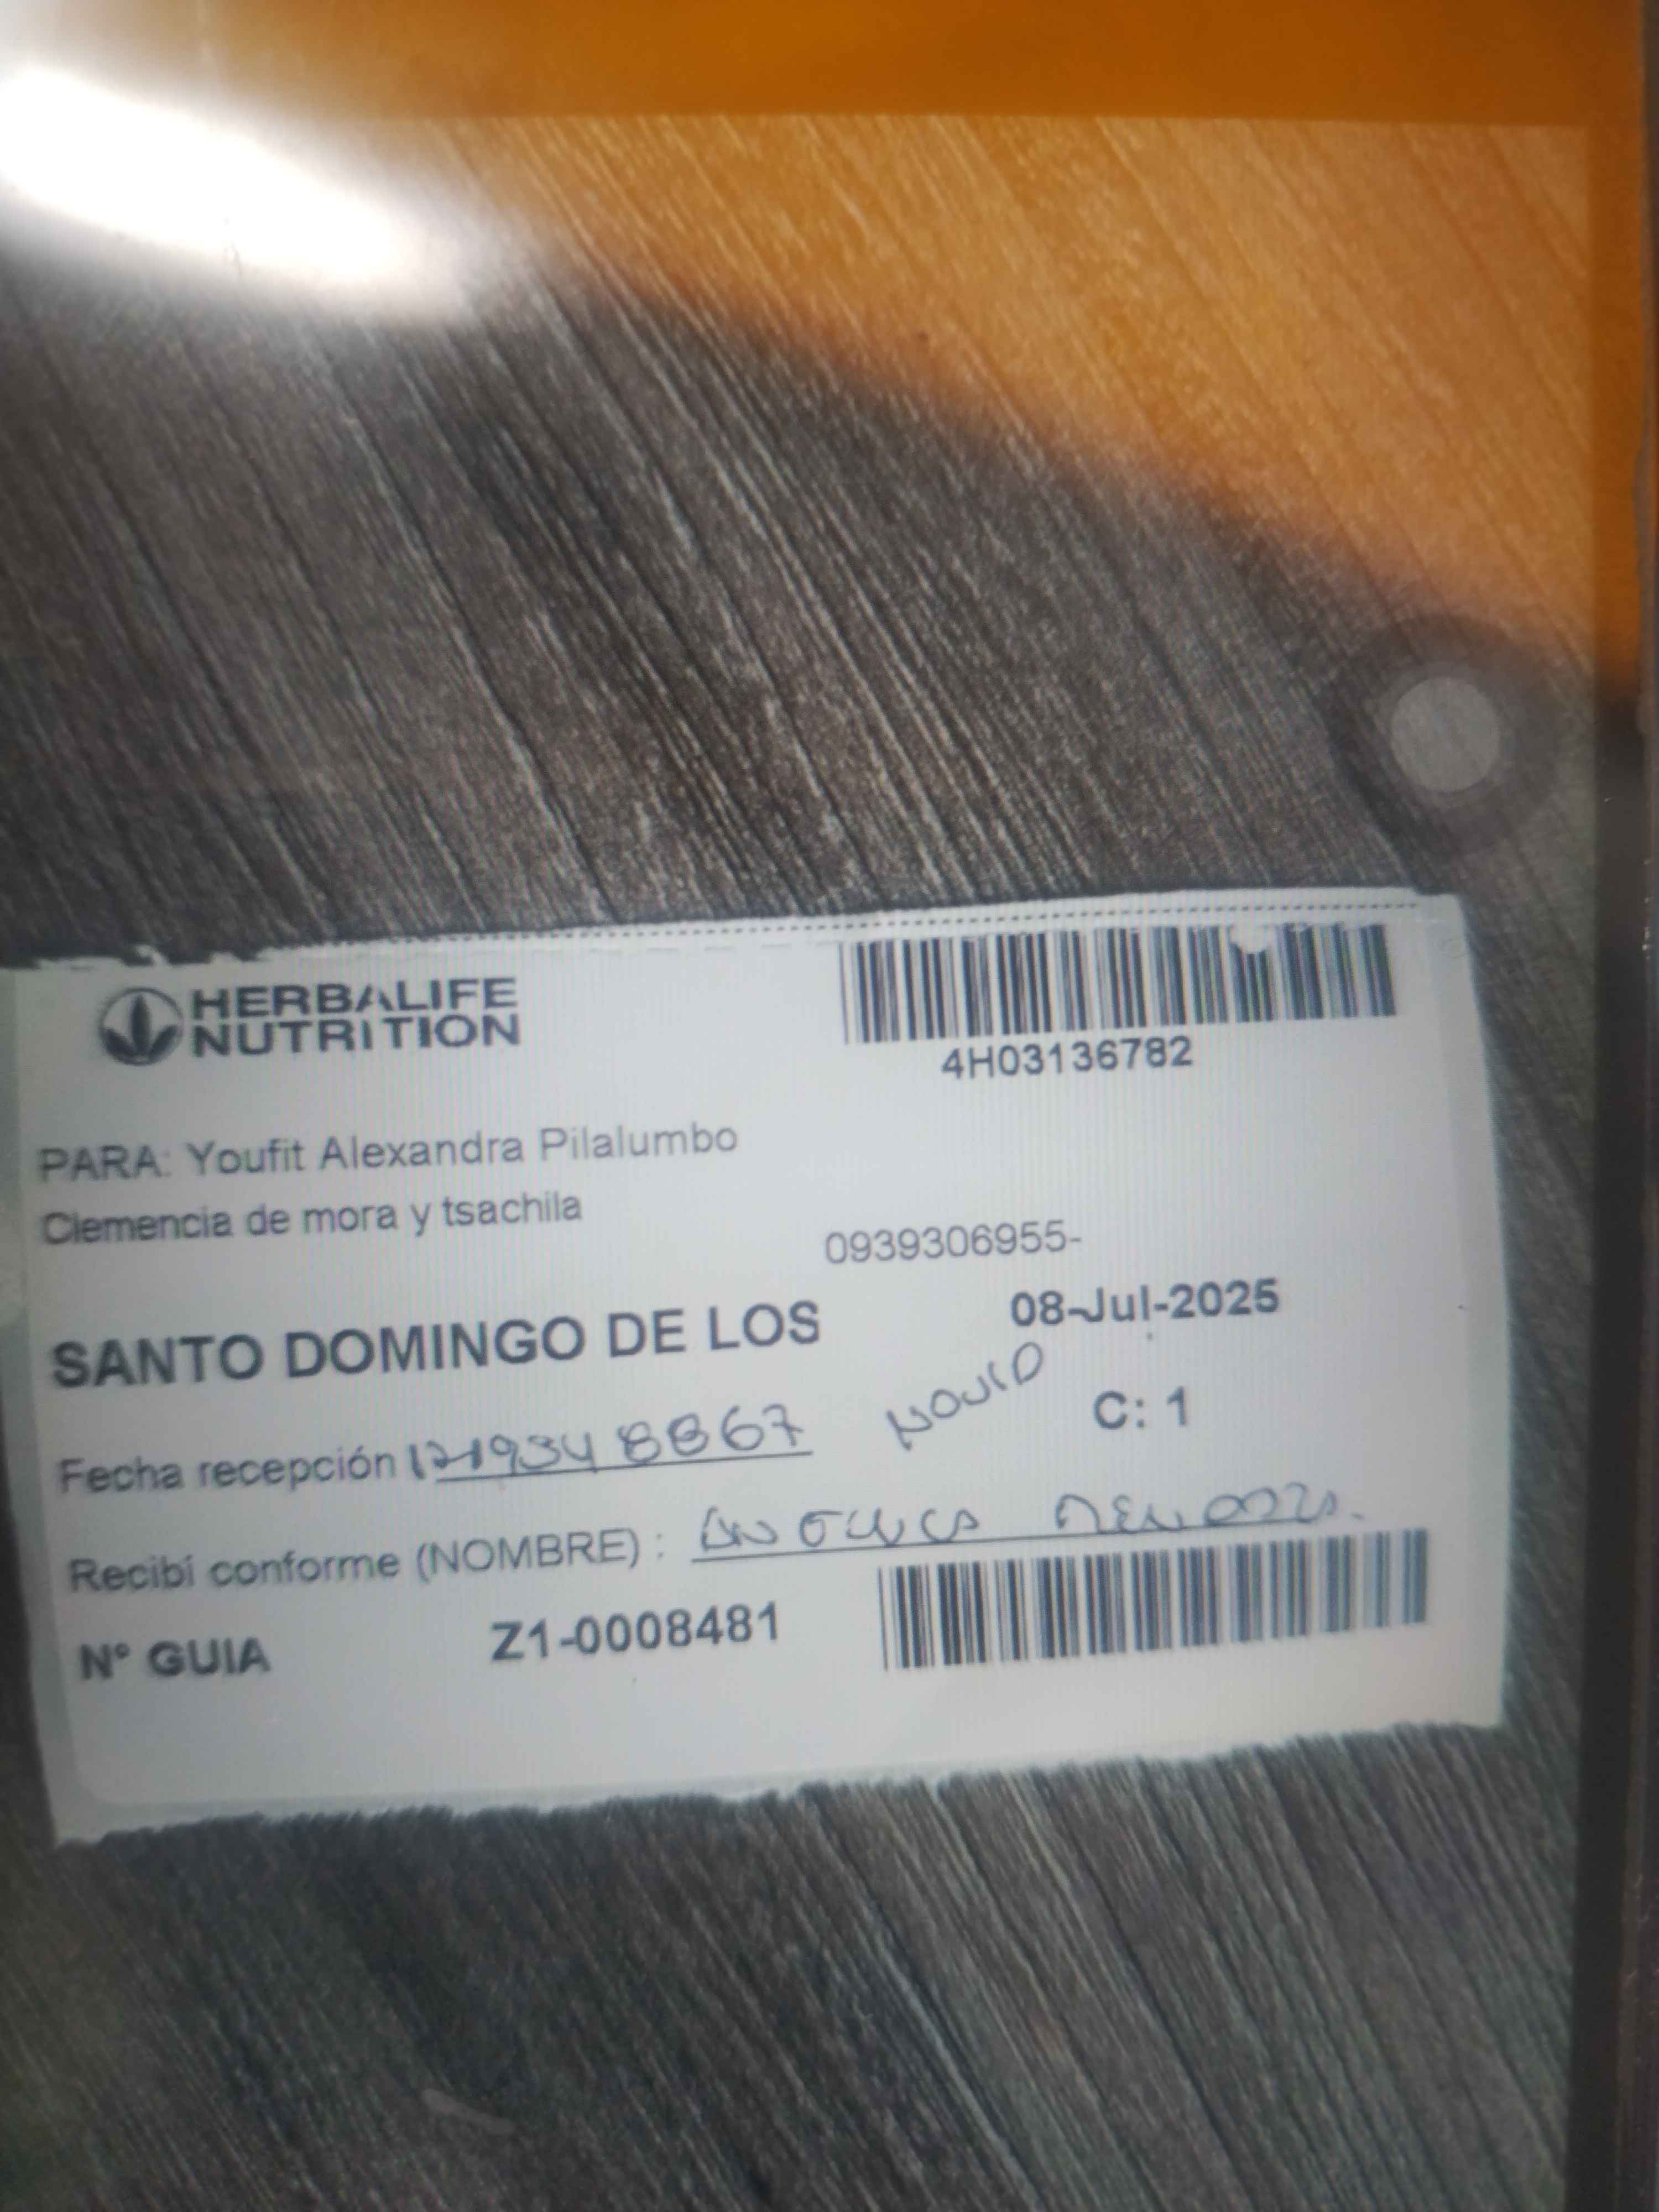 HERBALIFE
NUTRITION
4H03136782
PARA: Youfit Alexandra Pilalumbo
Clemencia de mora y tsachila
0939306955-
SANTO DOMINGO DE LOS
08-Jul-2025
Fecha recepción
C: 1
Recibí conforme (NOMBRE) :
Nº GUIA Z1-0008481